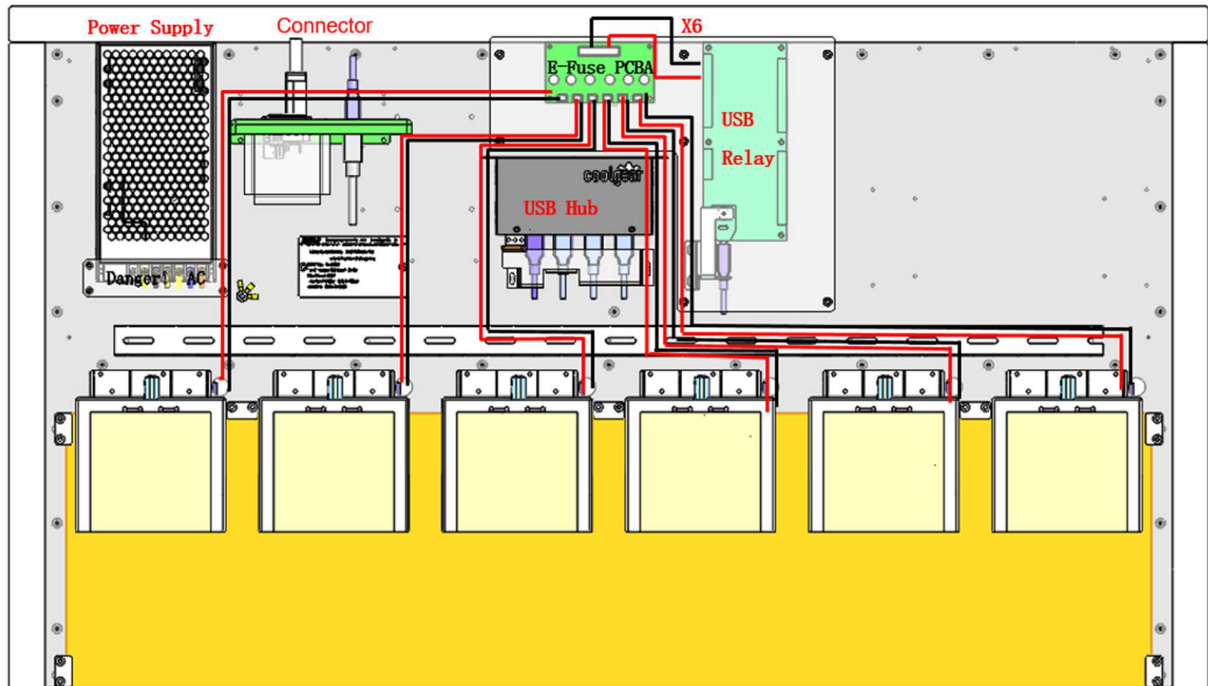 Power Supply
Connector
X6
E-Fuse PCBA
USB
Relay
coolgear
USB Hub
Danger! AC